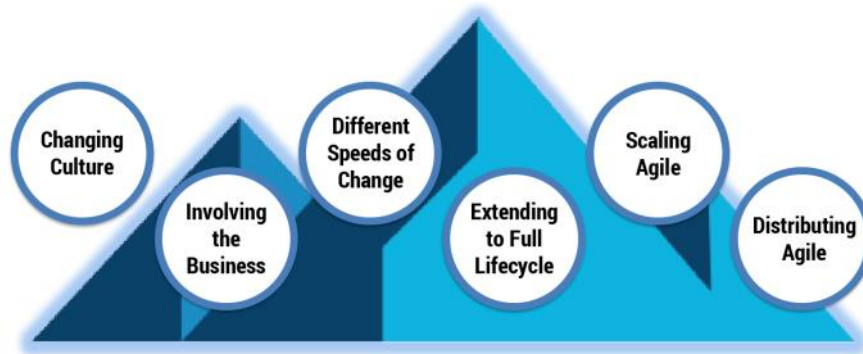 Changing
Culture
Involving
the
Business
Different
Speeds of
Change
Extending
to Full
Lifecycle
Scaling
Agile
Distributing
Agile